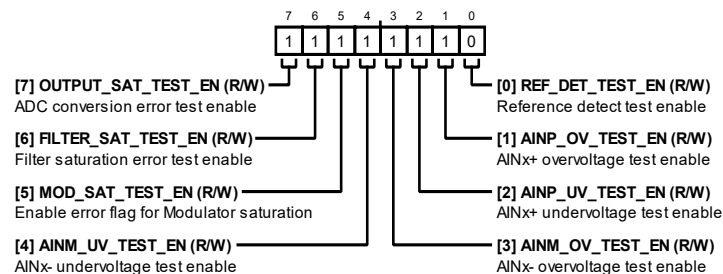 7 6 5 4 3 2 1 0
1 1 1 1 1 1 1 0
[7] OUTPUT_SAT_TEST_EN (R/W)
ADC conversion error test enable
[6] FILTER_SAT_TEST_EN (R/W)
Filter saturation error test enable
[5] MOD_SAT_TEST_EN (R/W)
Enable error flag for Modulator saturation
[4] AINM_UV_TEST_EN (R/W)
AINx- undervoltage test enable
[0] REF_DET_TEST_EN (R/W)
Reference detect test enable
[1] AINP_OV_TEST_EN (R/W)
AINx+ overvoltage test enable
[2] AINP_UV_TEST_EN (R/W)
AINx+ undervoltage test enable
[3] AINM_OV_TEST_EN (R/W)
AINx- overvoltage test enable